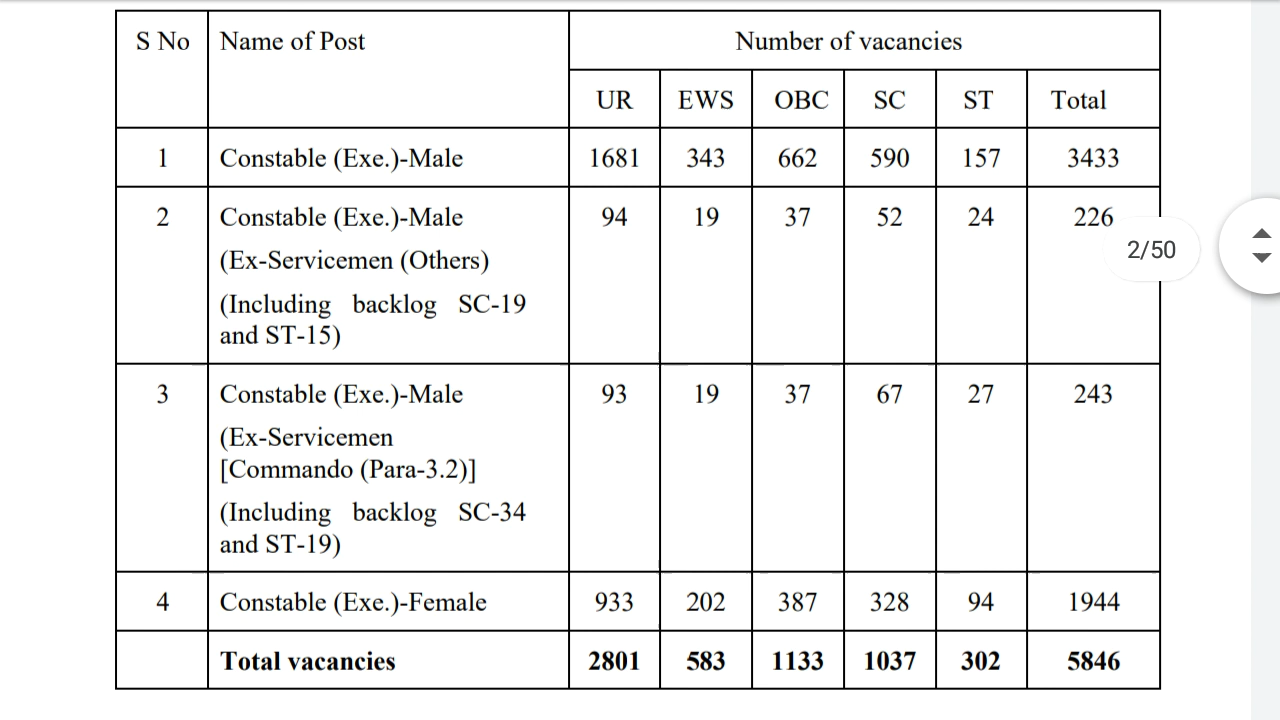 S No Name of Post Number of vacancies
UR EWS OBC SC ST Total
1 Constable (Exe.)-Male 1681 343 662 590 157 3433
2 Constable (Exe.)-Male 94 19 37 52 24 226
(Ex-Servicemen (Others)
(Including backlog SC-19
and ST-15)
2/50
3 Constable (Exe.)-Male 93 19 37 67 27 243
(Ex-Servicemen
[Commando (Para-3.2)]
(Including backlog SC-34
and ST-19)
4 Constable (Exe.)-Female 933 202 387 328 94 1944
Total vacancies 2801 583 1133 1037 302 5846